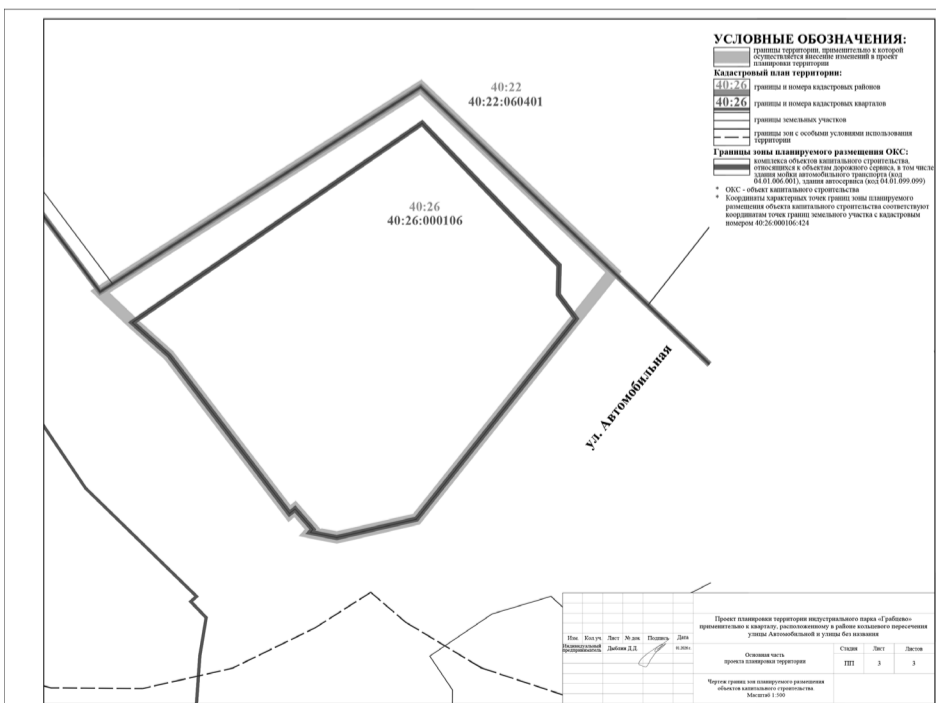 УСЛОВНЫЕ ОБОЗНАЧЕНИЯ:
границы территории, применительно к которой
осуществляется внесение изменений в проект
планировки территории
Кадастровый план территории:
40:26 границы и номера кадастровых районов
40:26 границы и номера кадастровых кварталов
границы земельных участков
границы зон с особыми условиями использования
территории
Границы зоны планируемого размещения ОКС:
комплекса объектов капитального строительства,
относящихся к объектам дорожного сервиса, в том числе
здания мойки автомобильного транспорта (код
04.01.006.001), здания автосервиса (код 04.01.099.099)
* ОКС - объект капитального строительства
* Координаты характерных точек границ зоны планируемого
размещения объекта капитального строительства соответствуют
координатам точек границ земельного участка с кадастровым
номером 40:26:000106:424
40:22
40:22:060401
40:26
40:26:000106
ул. Автомобильная
Проект планировки территории индустриального парка «Грабцево»
применительно к кварталу, расположенному в районе кольцевого пересечения
улицы Автомобильной и улицы без названия
Изм. Кол.уч Лист № док Подпись Дата
Индивидуальный
предприниматель
Основная часть
проекта планировки территории
Стадия Лист Листов
ПП 3 3
Чертеж границ зон планируемого размещения
объектов капитального строительства
Масштаб 1:500